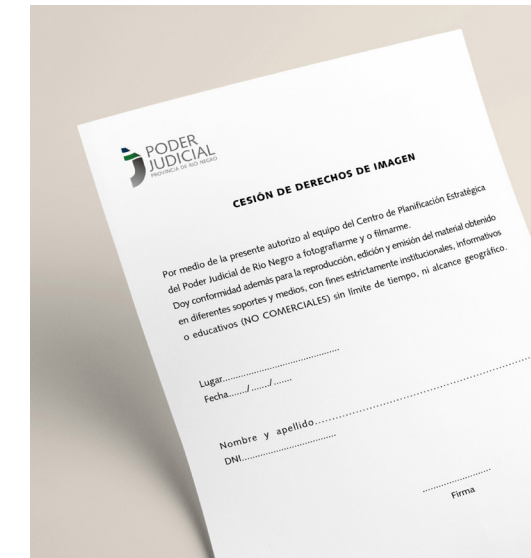 PODER
JUDICIAL
PROVINCIA DE RIO NEGRO
CESIÓN DE DERECHOS DE IMAGEN
Por medio de la presente autorizo al equipo del Centro de Planificación Estratégica
del Poder Judicial de Rio Negro a fotografiarme y o filmarme.
Doy conformidad además para la reproducción, edición y emisión del material obtenido
en diferentes soportes y medios, con fines estrictamente institucionales, informativos
o educativos (NO COMERCIALES) sin límite de tiempo, ni alcance geográfico.
Lugar........................................
Fecha......./......./.......
Nombre y apellido............................................................
DNI.................................
Firma